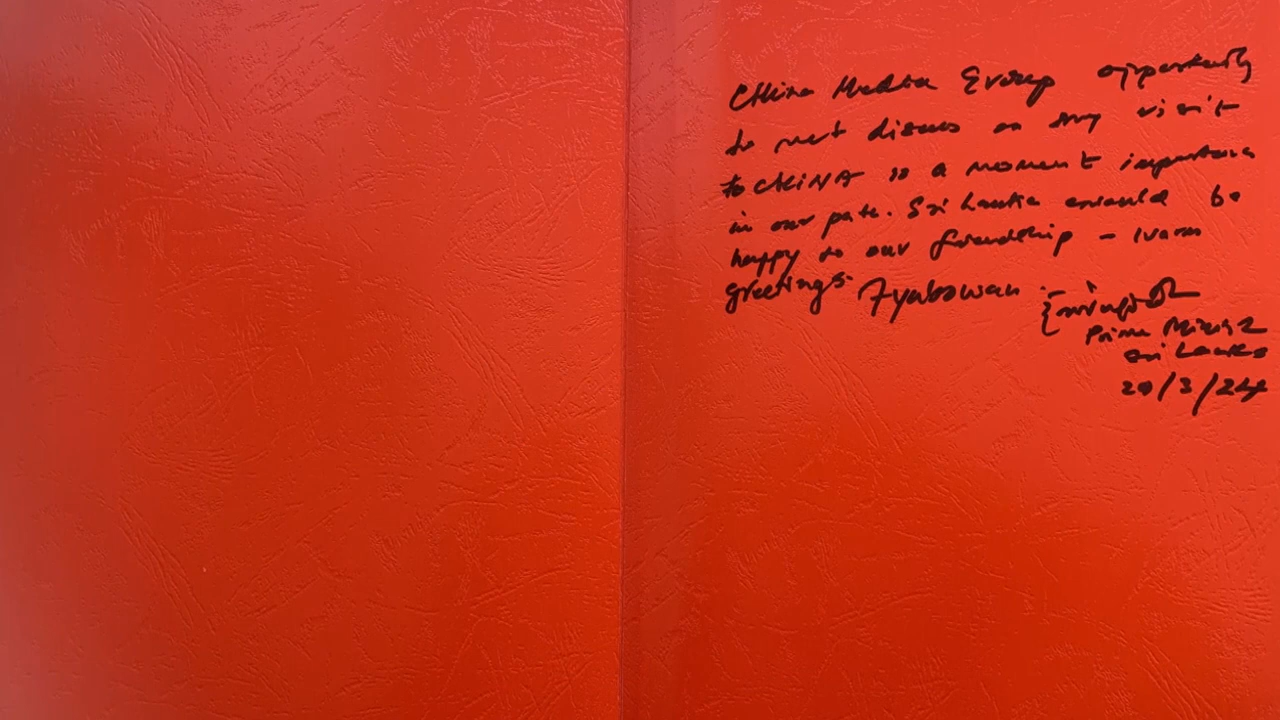 China Media Group opportunity
to meet discuss on my visit
to CHINA is a moment importance
in our path. Sri Lanka would be
happy to our friendship - warm
greetings. Ayubowan
Prime Minister
Sri Lanka
20/3/24